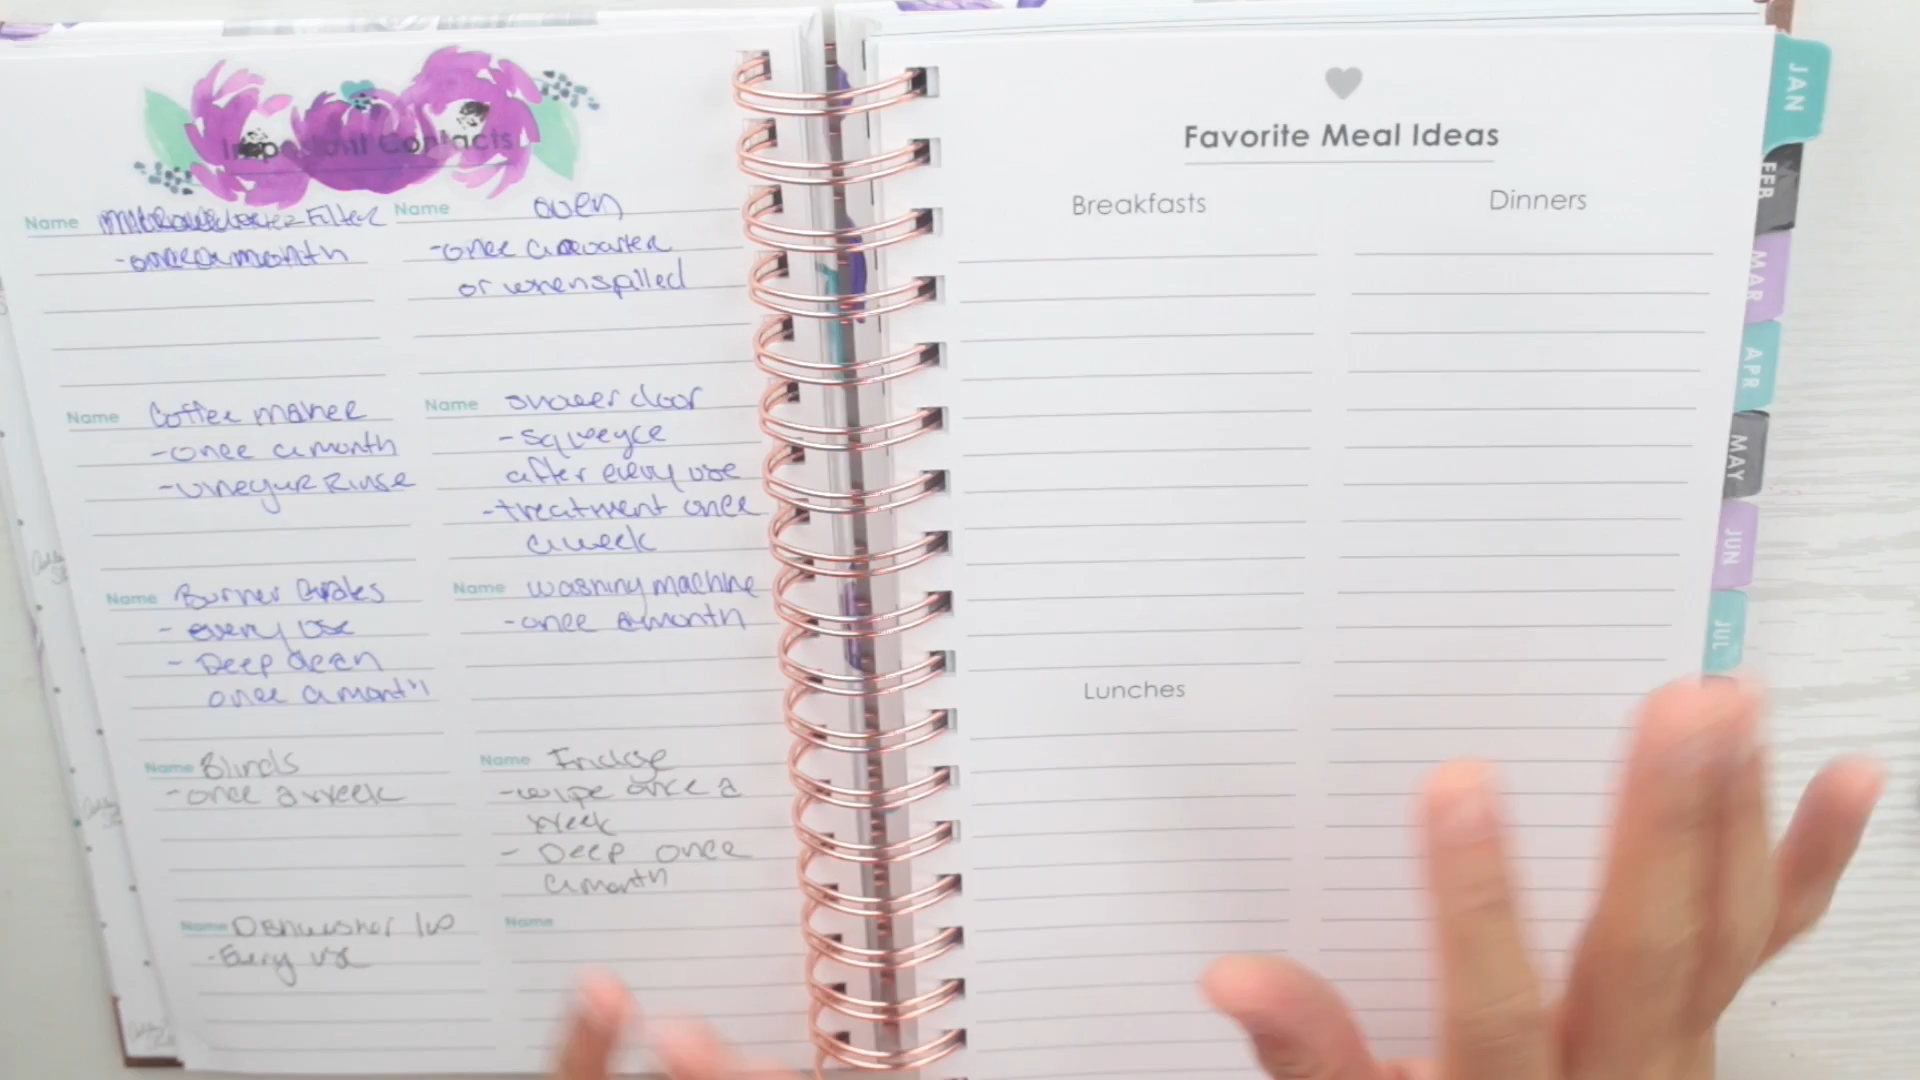 Important Contacts
Name Filter
-once a month
Name oven
-once a quarter
or when spilled
Name Coffee maker
-once a month
-vinegar Rinse
Name shower door
-squeegee
after every use
-treatment once
a week
Name Burner Grates
- every use
- Deep clean
once a month
Name washing machine
-once a month
Name Blinds
-once a week
Name Fridge
-wipe once a
week
- Deep once
a month
Name Dishwasher
-Every use
Name
Favorite Meal Ideas
Breakfasts
Dinners
Lunches
JAN
FEB
MAR
APR
MAY
JUN
JUL